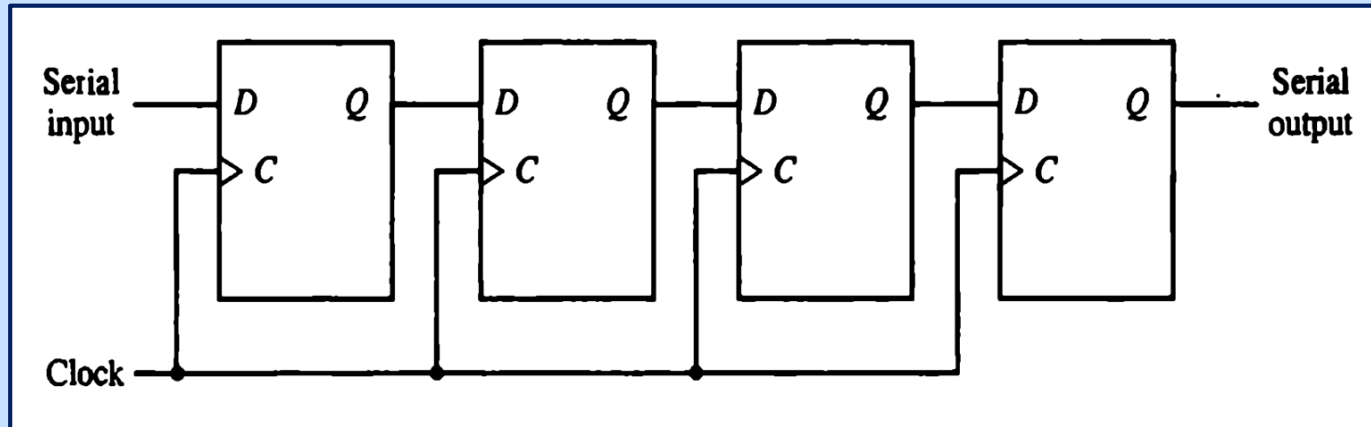 Serial
input
D Q
C
D Q
C
D Q
C
D Q
C
Serial
output
Clock